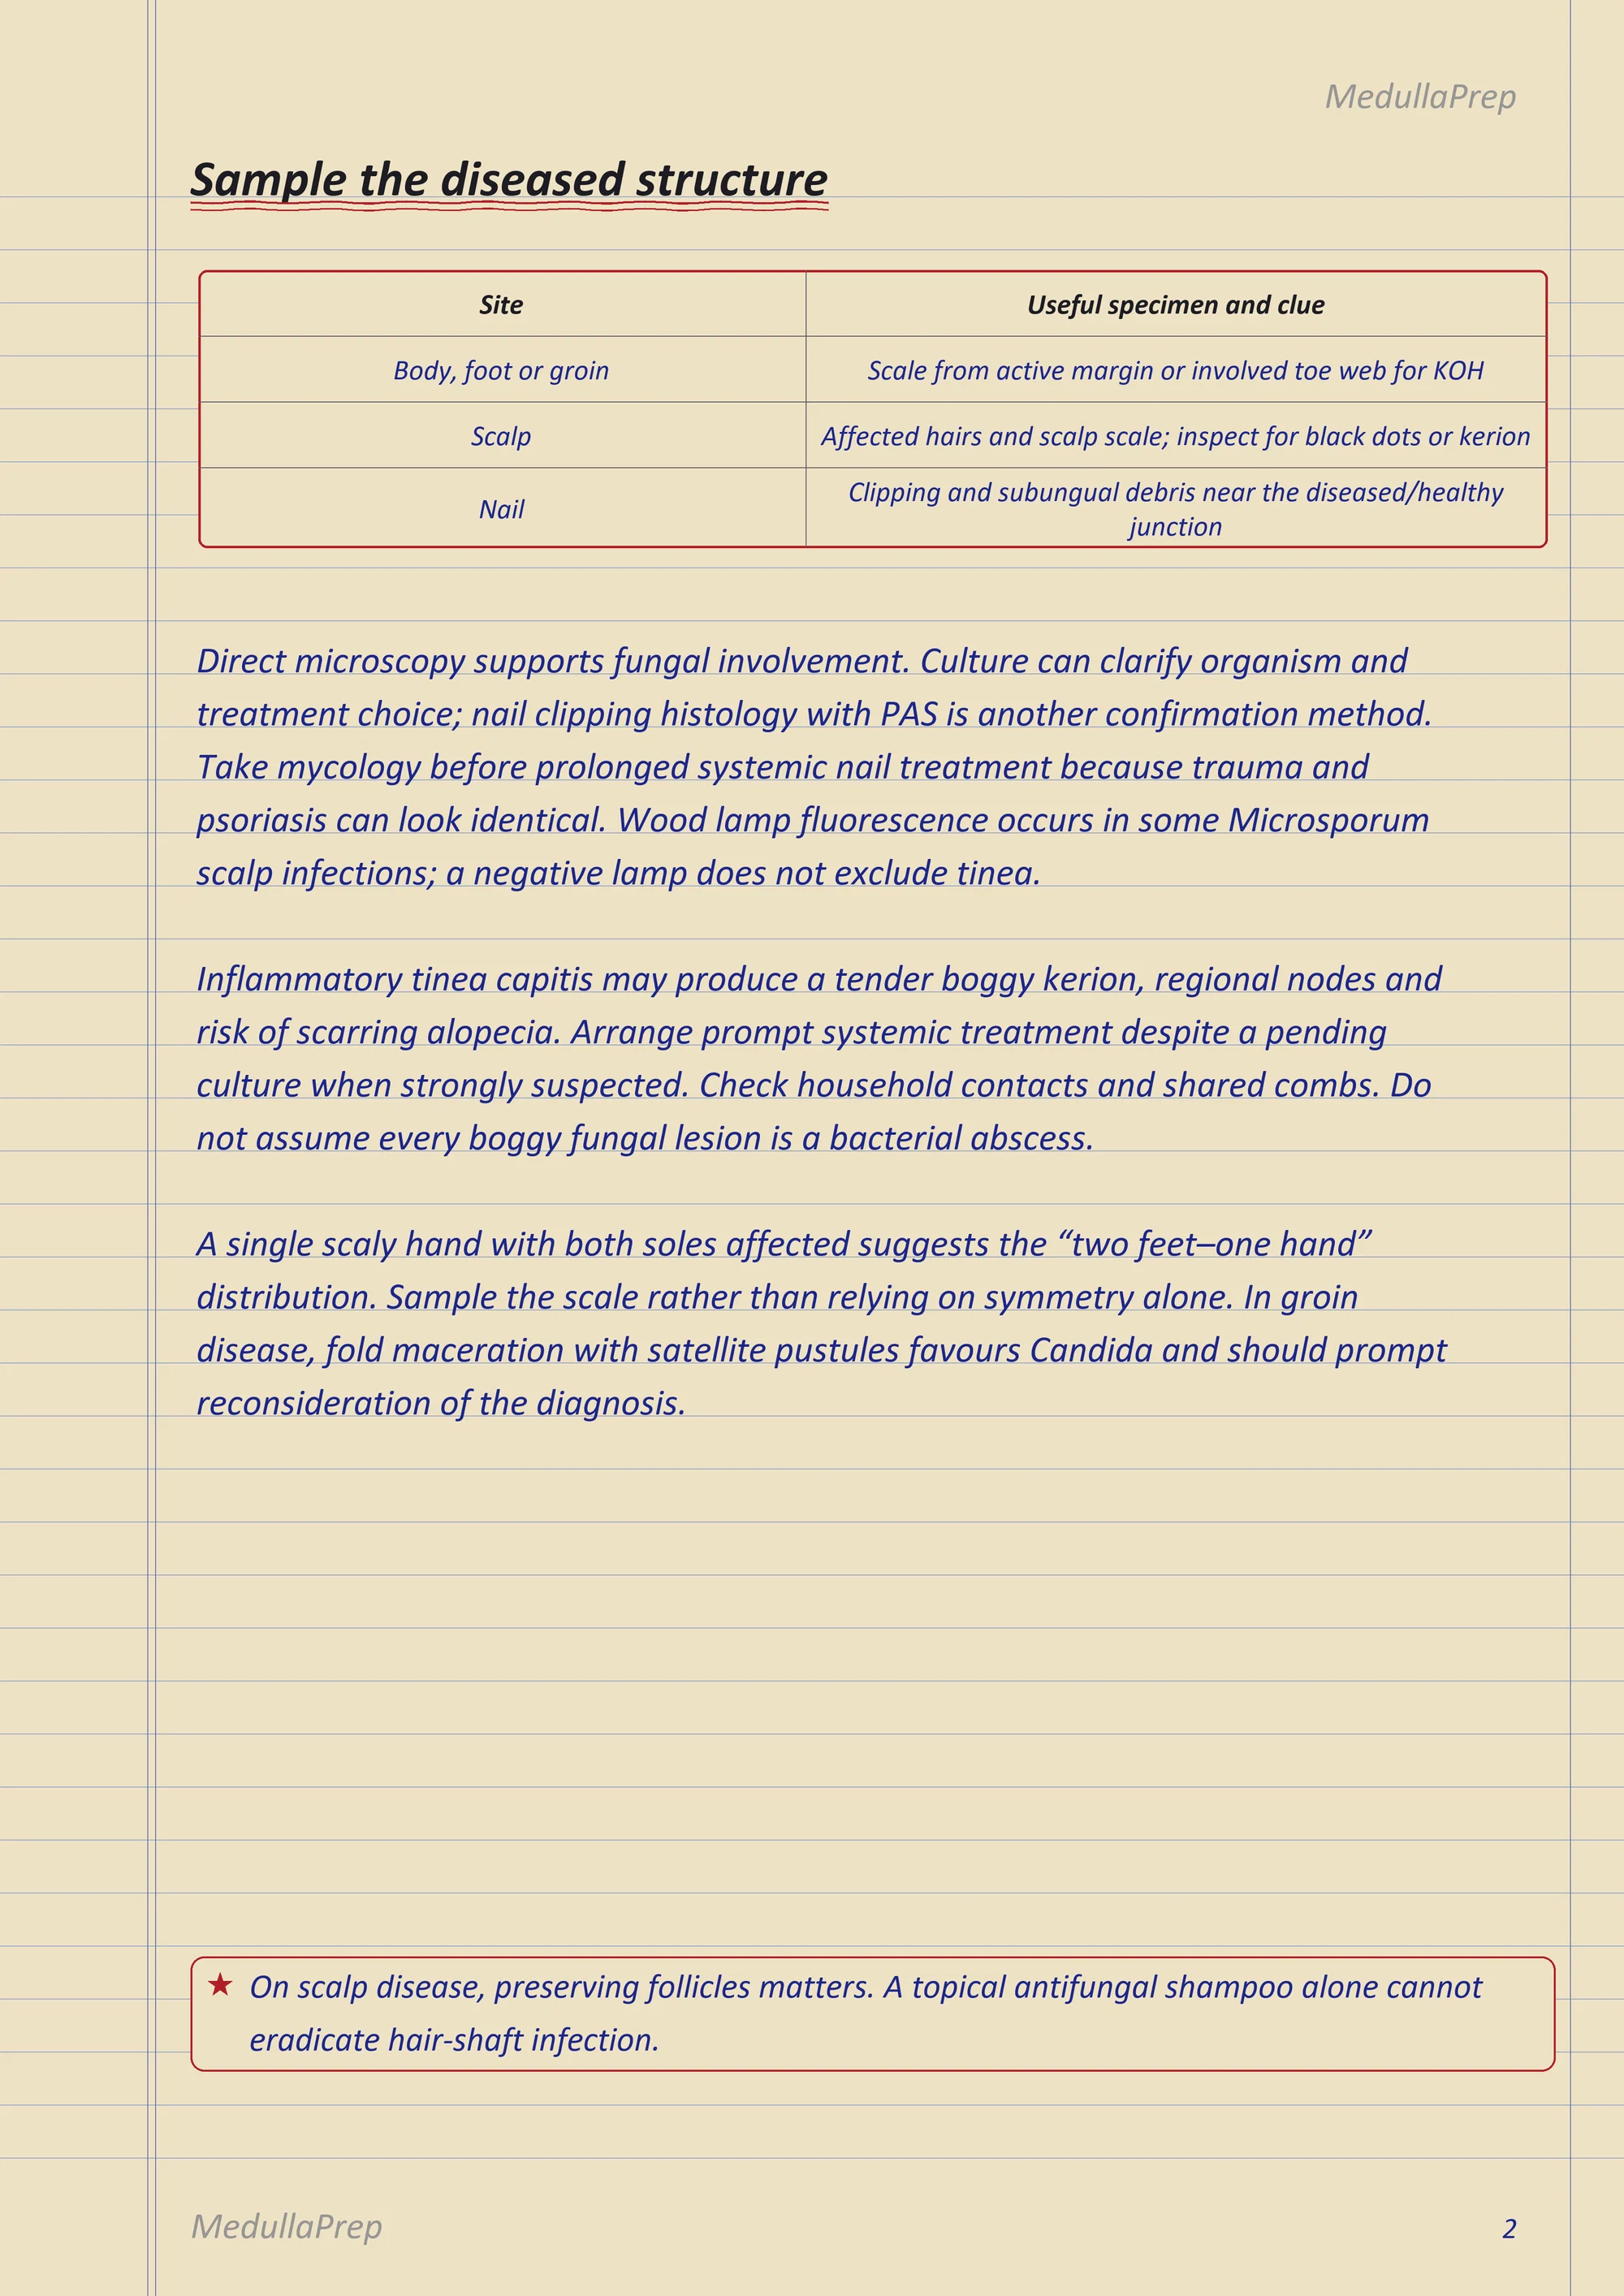 MedullaPrep
Sample the diseased structure
Site
Useful specimen and clue
Body, foot or groin
Scale from active margin or involved toe web for KOH
Scalp
Affected hairs and scalp scale; inspect for black dots or kerion
Nail
Clipping and subungual debris near the diseased/healthy
junction
Direct microscopy supports fungal involvement. Culture can clarify organism and
treatment choice; nail clipping histology with PAS is another confirmation method.
Take mycology before prolonged systemic nail treatment because trauma and
psoriasis can look identical. Wood lamp fluorescence occurs in some Microsporum
scalp infections; a negative lamp does not exclude tinea.
Inflammatory tinea capitis may produce a tender boggy kerion, regional nodes and
risk of scarring alopecia. Arrange prompt systemic treatment despite a pending
culture when strongly suspected. Check household contacts and shared combs. Do
not assume every boggy fungal lesion is a bacterial abscess.
A single scaly hand with both soles affected suggests the “two feet–one hand”
distribution. Sample the scale rather than relying on symmetry alone. In groin
disease, fold maceration with satellite pustules favours Candida and should prompt
reconsideration of the diagnosis.
★ On scalp disease, preserving follicles matters. A topical antifungal shampoo alone cannot
eradicate hair-shaft infection.
MedullaPrep
2